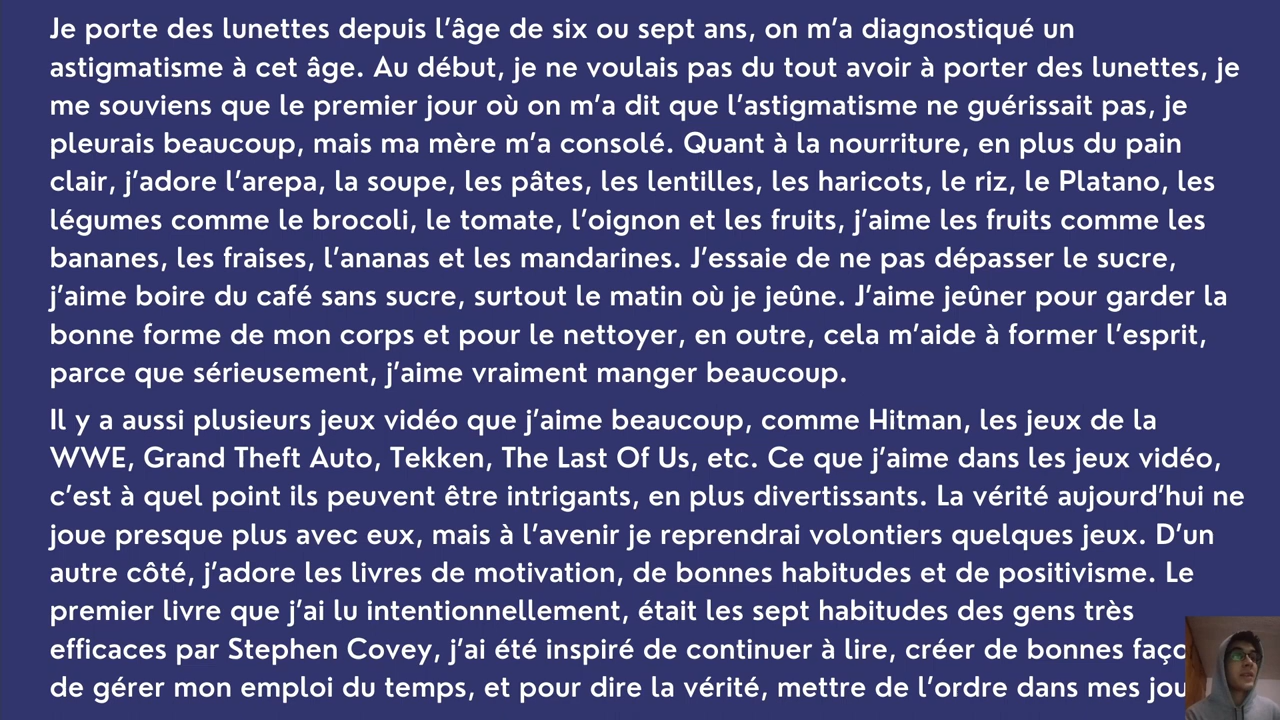 Je porte des lunettes depuis l'âge de six ou sept ans, on m'a diagnostiqué un
astigmatisme à cet âge. Au début, je ne voulais pas du tout avoir à porter des lunettes, je
me souviens que le premier jour où on m'a dit que l'astigmatisme ne guérissait pas, je
pleurais beaucoup, mais ma mère m'a consolé. Quant à la nourriture, en plus du pain
clair, j'adore l'arepa, la soupe, les pâtes, les lentilles, les haricots, le riz, le Platano, les
légumes comme le brocoli, le tomate, l'oignon et les fruits, j'aime les fruits comme les
bananes, les fraises, l'ananas et les mandarines. J'essaie de ne pas dépasser le sucre,
j'aime boire du café sans sucre, surtout le matin où je jeûne. J'aime jeûner pour garder la
bonne forme de mon corps et pour le nettoyer, en outre, cela m'aide à former l'esprit,
parce que sérieusement, j'aime vraiment manger beaucoup.
Il y a aussi plusieurs jeux vidéo que j'aime beaucoup, comme Hitman, les jeux de la
WWE, Grand Theft Auto, Tekken, The Last Of Us, etc. Ce que j'aime dans les jeux vidéo,
c'est à quel point ils peuvent être intrigants, en plus divertissants. La vérité aujourd'hui ne
joue presque plus avec eux, mais à l'avenir je reprendrai volontiers quelques jeux. D'un
autre côté, j'adore les livres de motivation, de bonnes habitudes et de positivisme. Le
premier livre que j'ai lu intentionnellement, était les sept habitudes des gens très
efficaces par Stephen Covey, j'ai été inspiré de continuer à lire, créer de bonnes
de gérer mon emploi du temps, et pour dire la vérité, mettre de l'ordre dans mes